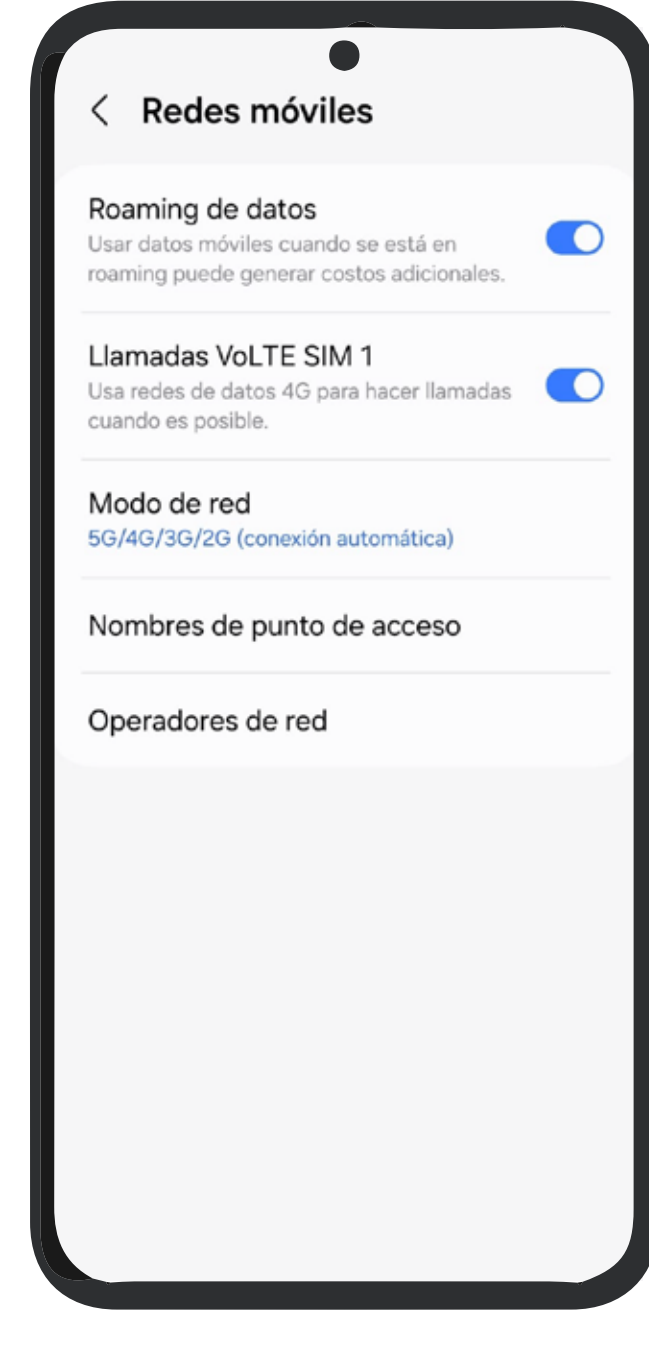 Redes móviles
Roaming de datos
Usar datos móviles cuando se está en
roaming puede generar costos adicionales.
Llamadas VoLTE SIM 1
Usa redes de datos 4G para hacer llamadas
cuando es posible.
Modo de red
5G/4G/3G/2G (conexión automática)
Nombres de punto de acceso
Operadores de red